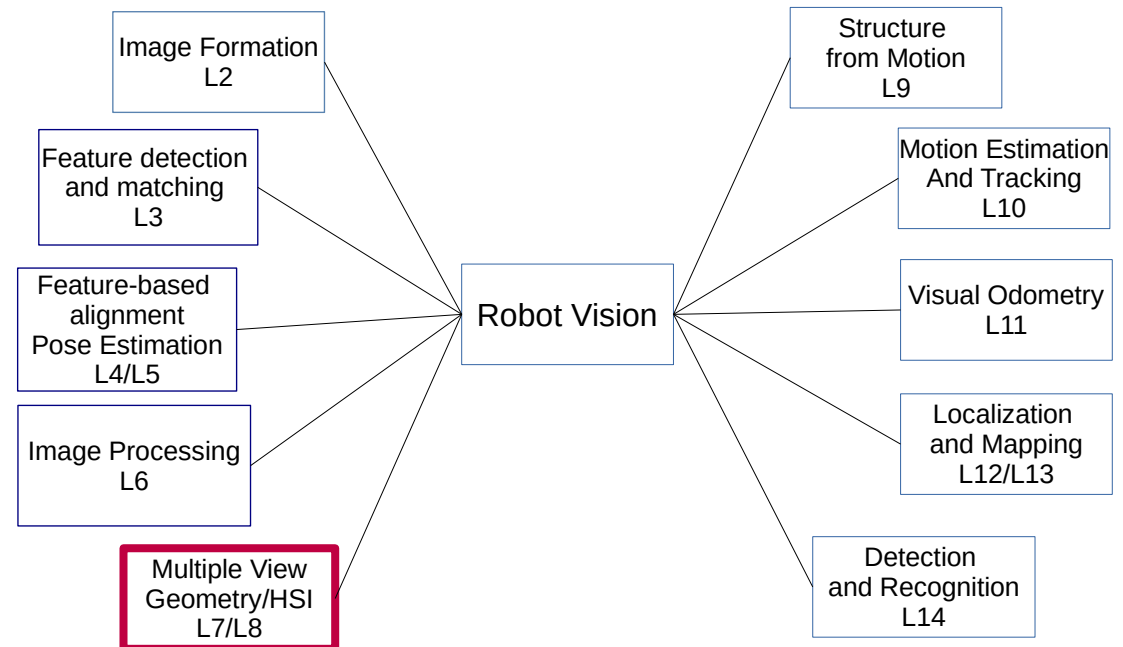 Image Formation
L2
Feature detection
and matching
L3
Feature-based
alignment
Pose Estimation
L4/L5
Image Processing
L6
Multiple View
Geometry/HSI
L7/L8
Robot Vision
Structure
from Motion
L9
Motion Estimation
And Tracking
L10
Visual Odometry
L11
Localization
and Mapping
L12/L13
Detection
and Recognition
L14